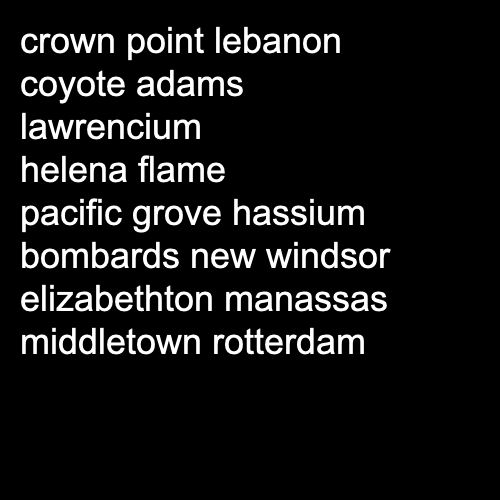 crown point lebanon
coyote adams
lawrencium
helena flame
pacific grove hassium
bombards new windsor
elizabethton manassas
middletown rotterdam